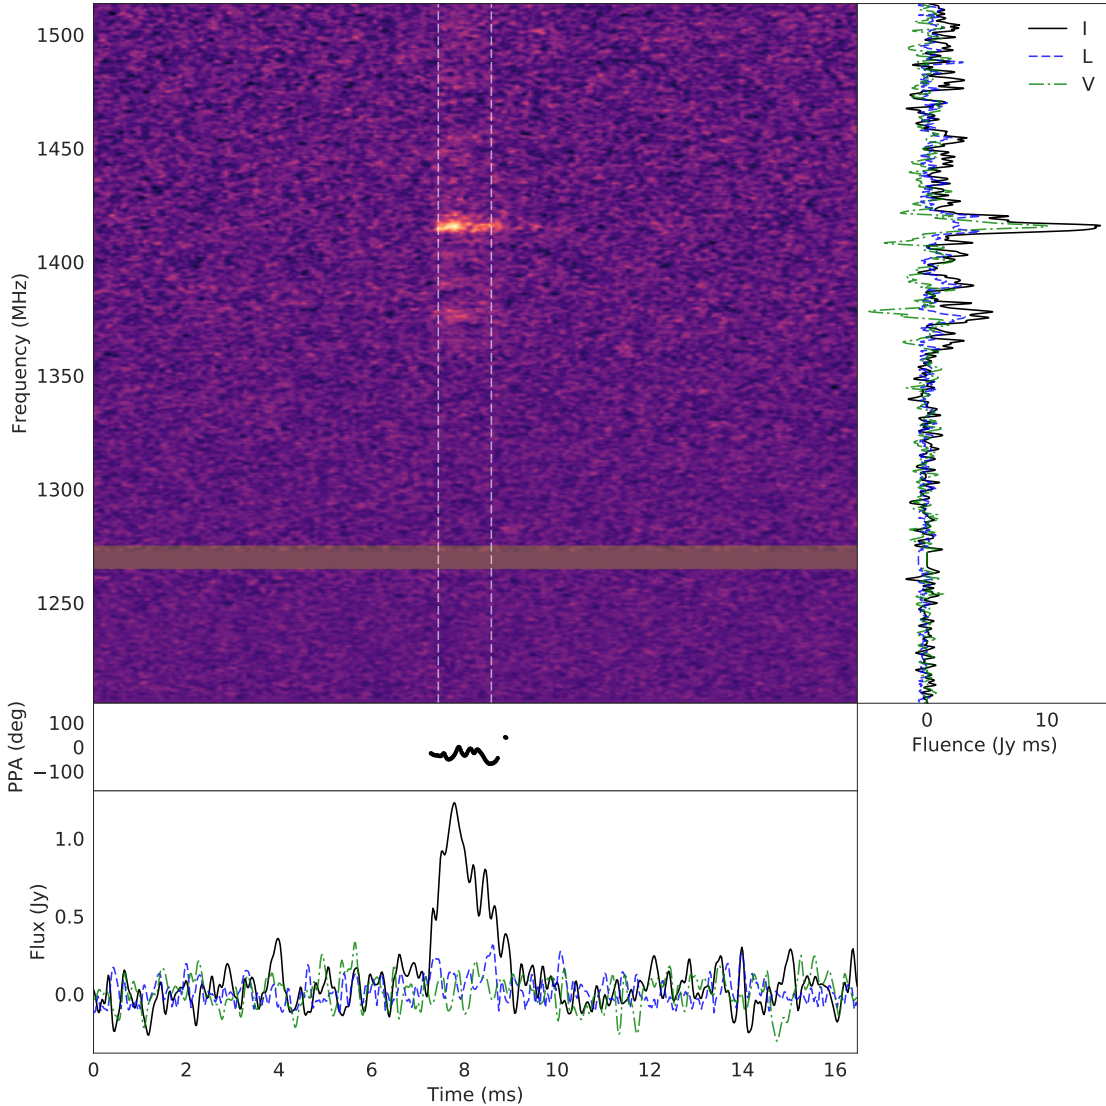 1500
1450
1400
1350
1300
1250
Frequency (MHz)
I
L
V
0 10
Fluence (Jy ms)
100
0
−100
PPA (deg)
1.0
0.5
0.0
Flux (Jy)
0 2 4 6 8 10 12 14 16
Time (ms)